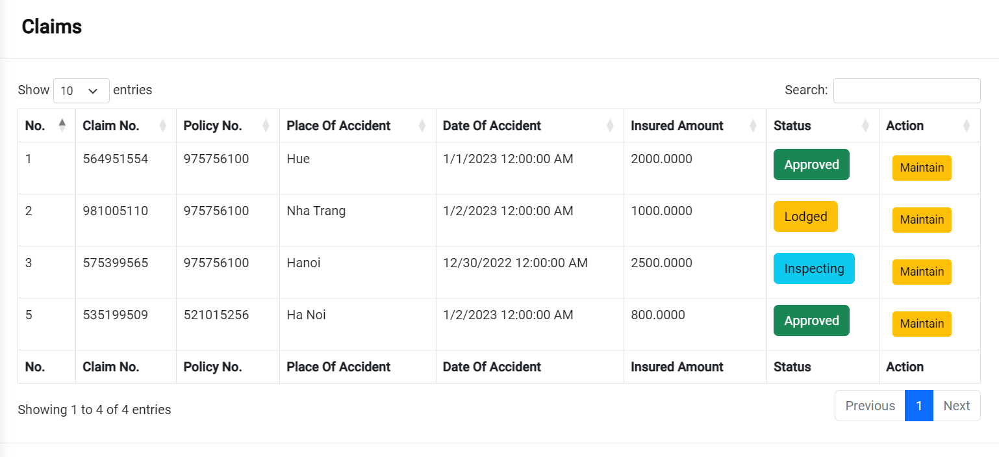 Claims
Show 10 entries Search:
No. Claim No. Policy No. Place Of Accident Date Of Accident Insured Amount Status Action
1 564951554 975756100 Hue 1/1/2023 12:00:00 AM 2000.0000 Approved Maintain
2 981005110 975756100 Nha Trang 1/2/2023 12:00:00 AM 1000.0000 Lodged Maintain
3 575399565 975756100 Hanoi 12/30/2022 12:00:00 AM 2500.0000 Inspecting Maintain
5 535199509 521015256 Ha Noi 1/2/2023 12:00:00 AM 800.0000 Approved Maintain
No. Claim No. Policy No. Place Of Accident Date Of Accident Insured Amount Status Action
Showing 1 to 4 of 4 entries Previous 1 Next